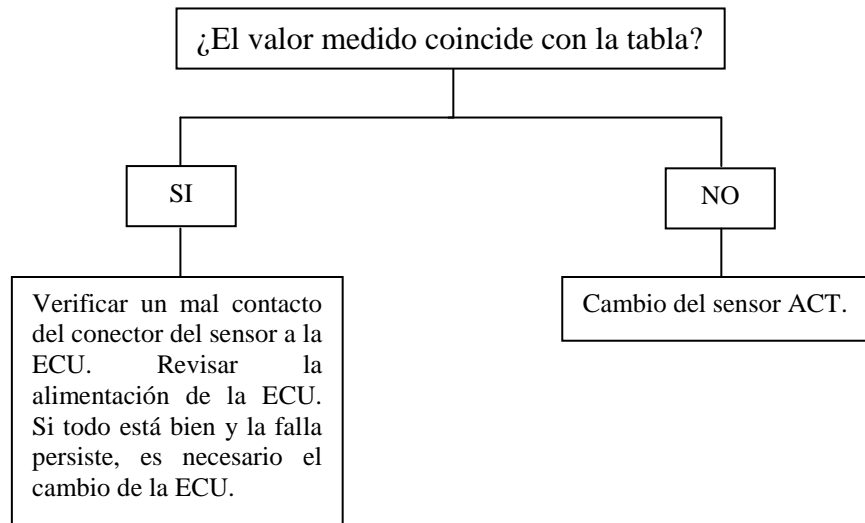 ¿El valor medido coincide con la tabla?
SI
NO
Verificar un mal contacto
del conector del sensor a la
ECU. Revisar la
alimentación de la ECU.
Si todo está bien y la falla
persiste, es necesario el
cambio de la ECU.
Cambio del sensor ACT.